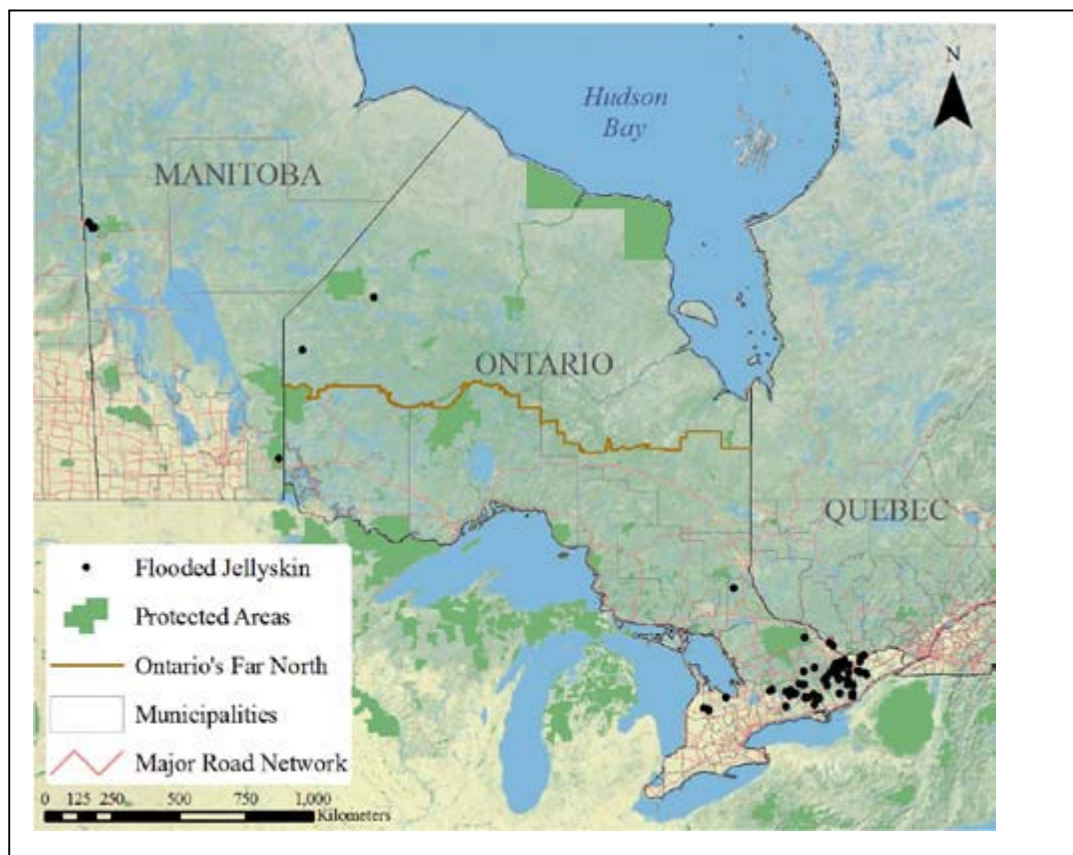 N
Hudson
Bay
MANITOBA
ONTARIO
QUEBEC
Flooded Jellyskin
Protected Areas
Ontario's Far North
Municipalities
Major Road Network
0 125 250 500 750 1,000
Kilometers